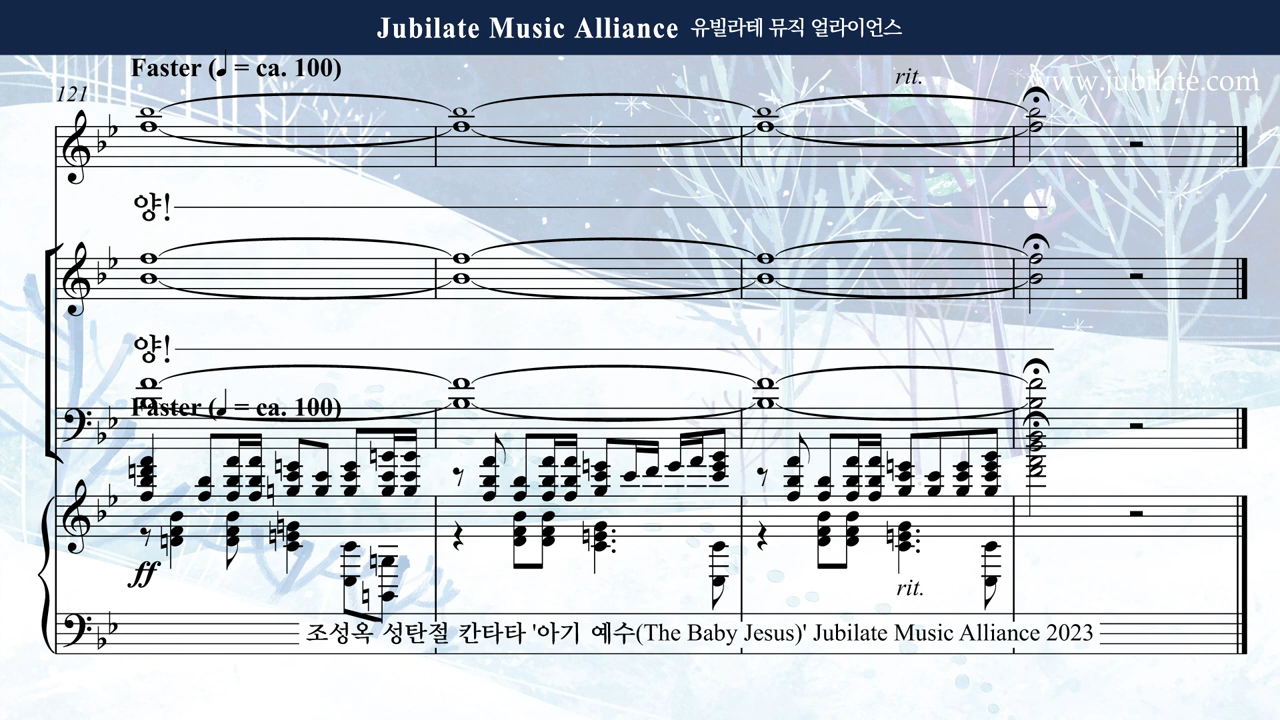 Jubilate Music Alliance 유빌라테 뮤직 얼라이언스
Faster (♩ = ca. 100)
rit.
www.jubilate.com
121
양!
양!
Faster (♩ = ca. 100)
ff
rit.
조성옥 성탄절 칸타타 '아기 예수(The Baby Jesus)' Jubilate Music Alliance 2023